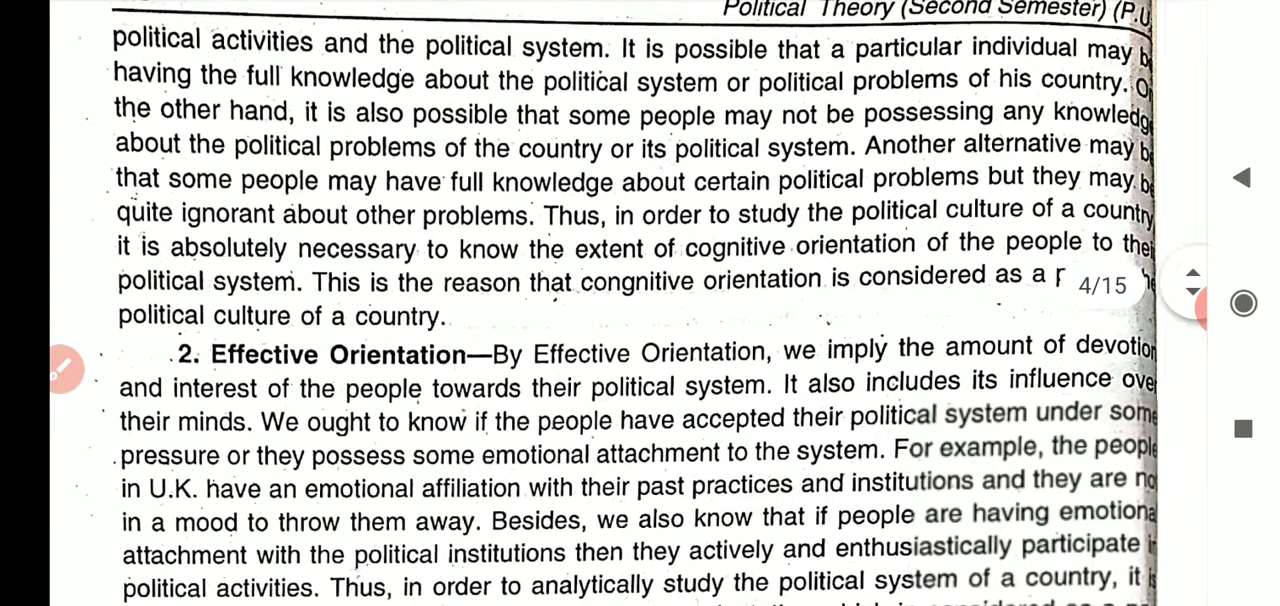 Political Theory (Second Semester) (P.U
political activities and the political system. It is possible that a particular individual may b
having the full knowledge about the political system or political problems of his country. O
the other hand, it is also possible that some people may not be possessing any knowledge
about the political problems of the country or its political system. Another alternative may b
that some people may have full knowledge about certain political problems but they may be
quite ignorant about other problems. Thus, in order to study the political culture of a country
it is absolutely necessary to know the extent of cognitive orientation of the people to thei
political system. This is the reason that congnitive orientation is considered as a
4/15
political culture of a country.
2. Effective Orientation—By Effective Orientation, we imply the amount of devotion
and interest of the people towards their political system. It also includes its influence over
their minds. We ought to know if the people have accepted their political system under some
pressure or they possess some emotional attachment to the system. For example, the people
in U.K. have an emotional affiliation with their past practices and institutions and they are no
in a mood to throw them away. Besides, we also know that if people are having emotiona
attachment with the political institutions then they actively and enthusiastically participate i
political activities. Thus, in order to analytically study the political system of a country, it is